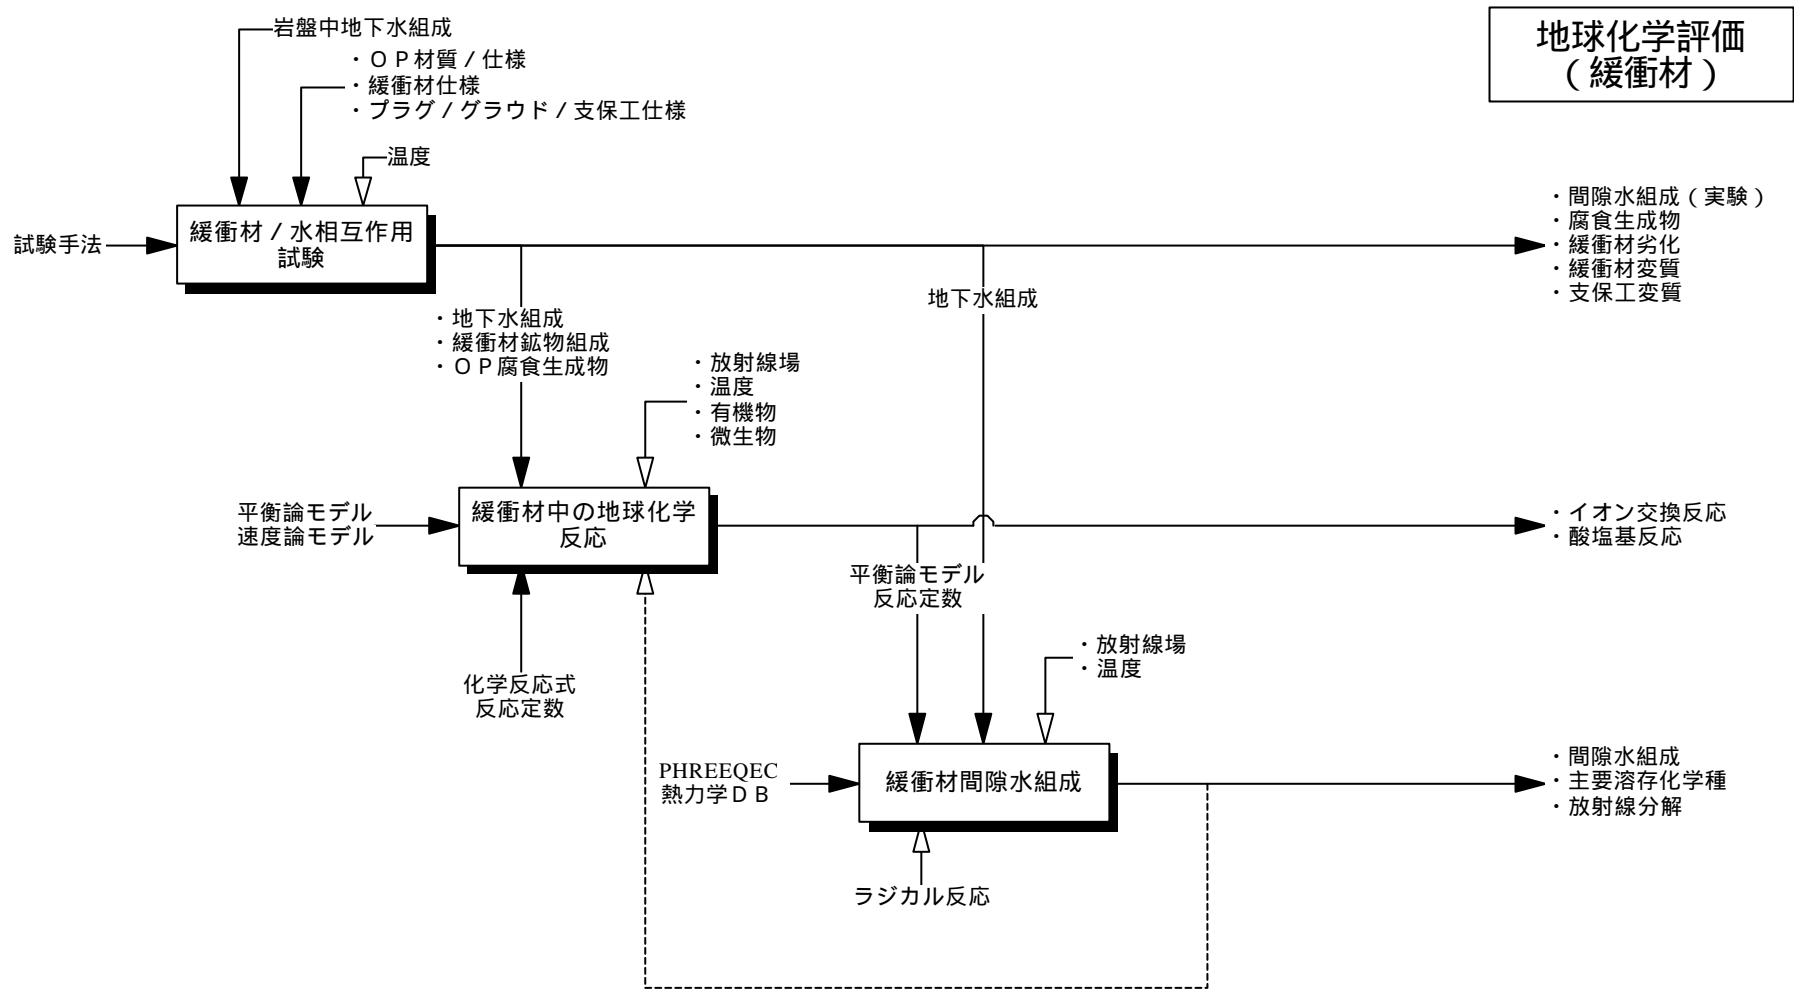 地球化学評価
（緩衝材）
岩盤中地下水組成
・ＯＰ材質／仕様
・緩衝材仕様
・プラグ／グラウド／支保工仕様
温度
試験手法
緩衝材／水相互作用
試験
・間隙水組成（実験）
・腐食生成物
・緩衝材劣化
・緩衝材変質
・支保工変質
地下水組成
・地下水組成
・緩衝材鉱物組成
・ＯＰ腐食生成物
・放射線場
・温度
・有機物
・微生物
平衡論モデル
速度論モデル
緩衝材中の地球化学
反応
・イオン交換反応
・酸塩基反応
平衡論モデル
反応定数
化学反応式
反応定数
・放射線場
・温度
PHREEQEC
熱力学ＤＢ
緩衝材間隙水組成
・間隙水組成
・主要溶存化学種
・放射線分解
ラジカル反応